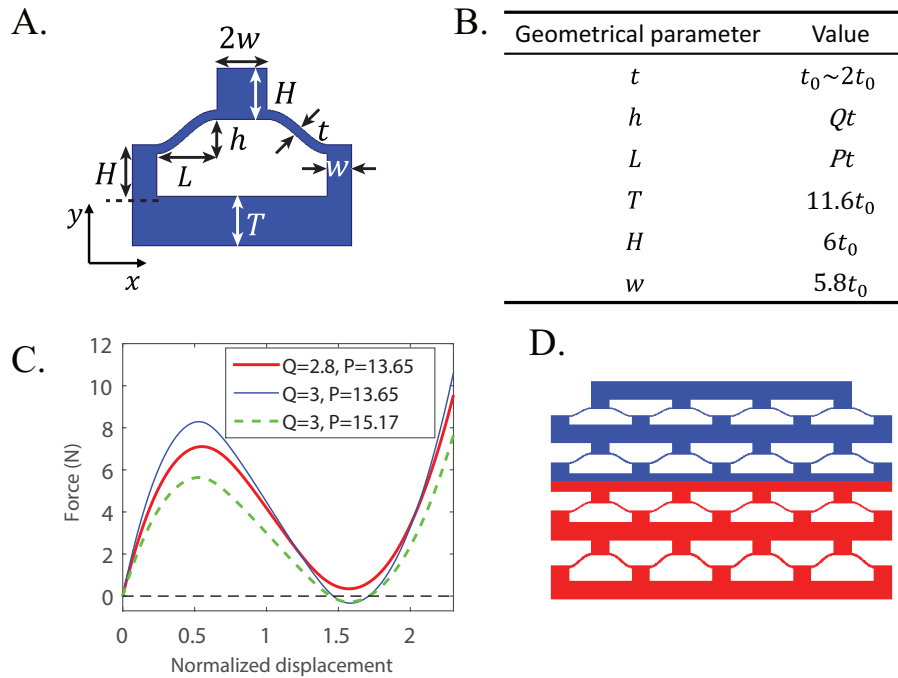 A.
2w
H
h
t
H
L
w
T
y
x
B.
Geometrical parameter Value
t t₀~2t₀
h Qt
L Pt
T 11.6t₀
H 6t₀
w 5.8t₀
C.
12
10
8
6
4
2
0
Force (N)
Q=2.8, P=13.65
Q=3, P=13.65
Q=3, P=15.17
0 0.5 1 1.5 2
Normalized displacement
D.